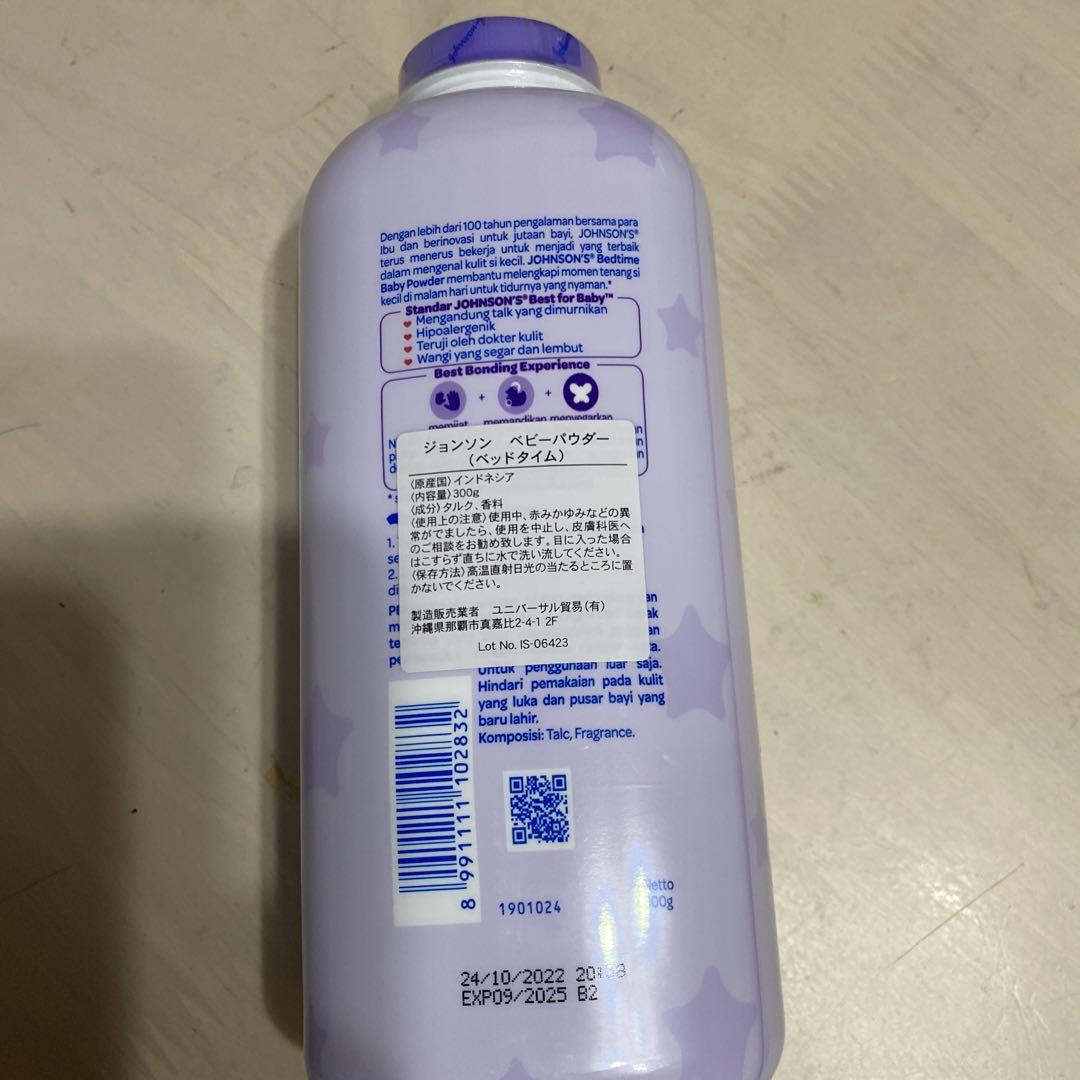 Johnson's
Dengan lebih dari 100 tahun pengalaman bersama para
Ibu dan berinovasi untuk jutaan bayi, JOHNSON'S®
terus menerus bekerja untuk menjadi yang terbaik
dalam mengenal kulit si kecil. JOHNSON'S® Bedtime
Baby Powder membantu melengkapi momen tenang si
kecil di malam hari untuk tidurnya yang nyaman.*
Standar JOHNSON'S® Best for Baby™
Mengandung talk yang dimurnikan
Hipoalergenik
Teruji oleh dokter kulit
Wangi yang segar dan lembut
Best Bonding Experience
+ +
memijat memandikan menyegarkan
ジョンソン ベビーパウダー
(ベッドタイム)
〈原産国〉インドネシア
〈内容量〉300g
〈成分〉タルク、香料
〈使用上の注意〉使用中、赤みかゆみなどの異
常がでましたら、使用を中止し、皮膚科医へ
のご相談をお勧め致します。目に入った場合
はこすらず直ちに水で洗い流してください。
〈保存方法〉高温直射日光の当たるところに置
かないでください。
製造販売業者 ユニバーサル貿易(有)
沖縄県那覇市真嘉比2-4-1 2F
Lot No. IS-06423
1.
2.
Untuk penggunaan luar saja.
Hindari pemakaian pada kulit
yang luka dan pusar bayi yang
baru lahir.
Komposisi: Talc, Fragrance.
8 991111 102832
1901024
24/10/2022
EXP09/2025 B2